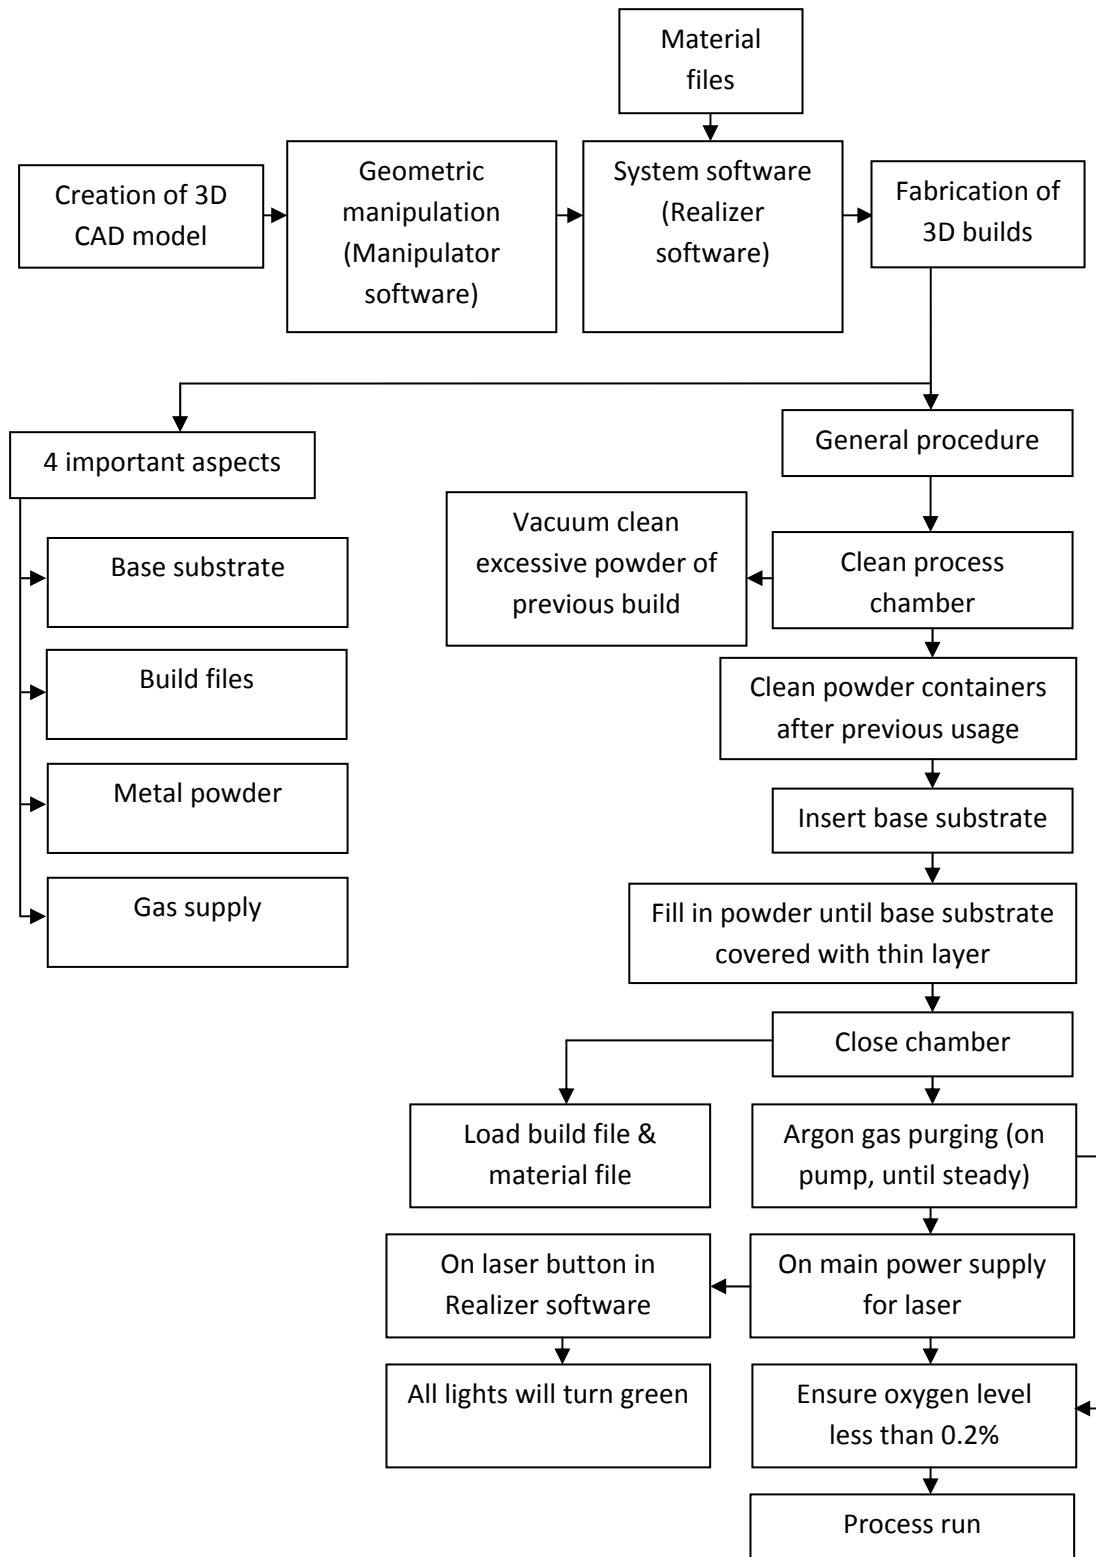 Material
files
Creation of 3D
CAD model
Geometric
manipulation
(Manipulator
software)
System software
(Realizer
software)
Fabrication of
3D builds
4 important aspects
Base substrate
Build files
Metal powder
Gas supply
General procedure
Vacuum clean
excessive powder of
previous build
Clean process
chamber
Clean powder containers
after previous usage
Insert base substrate
Fill in powder until base substrate
covered with thin layer
Close chamber
Load build file &
material file
Argon gas purging (on
pump, until steady)
On laser button in
Realizer software
On main power supply
for laser
All lights will turn green
Ensure oxygen level
less than 0.2%
Process run